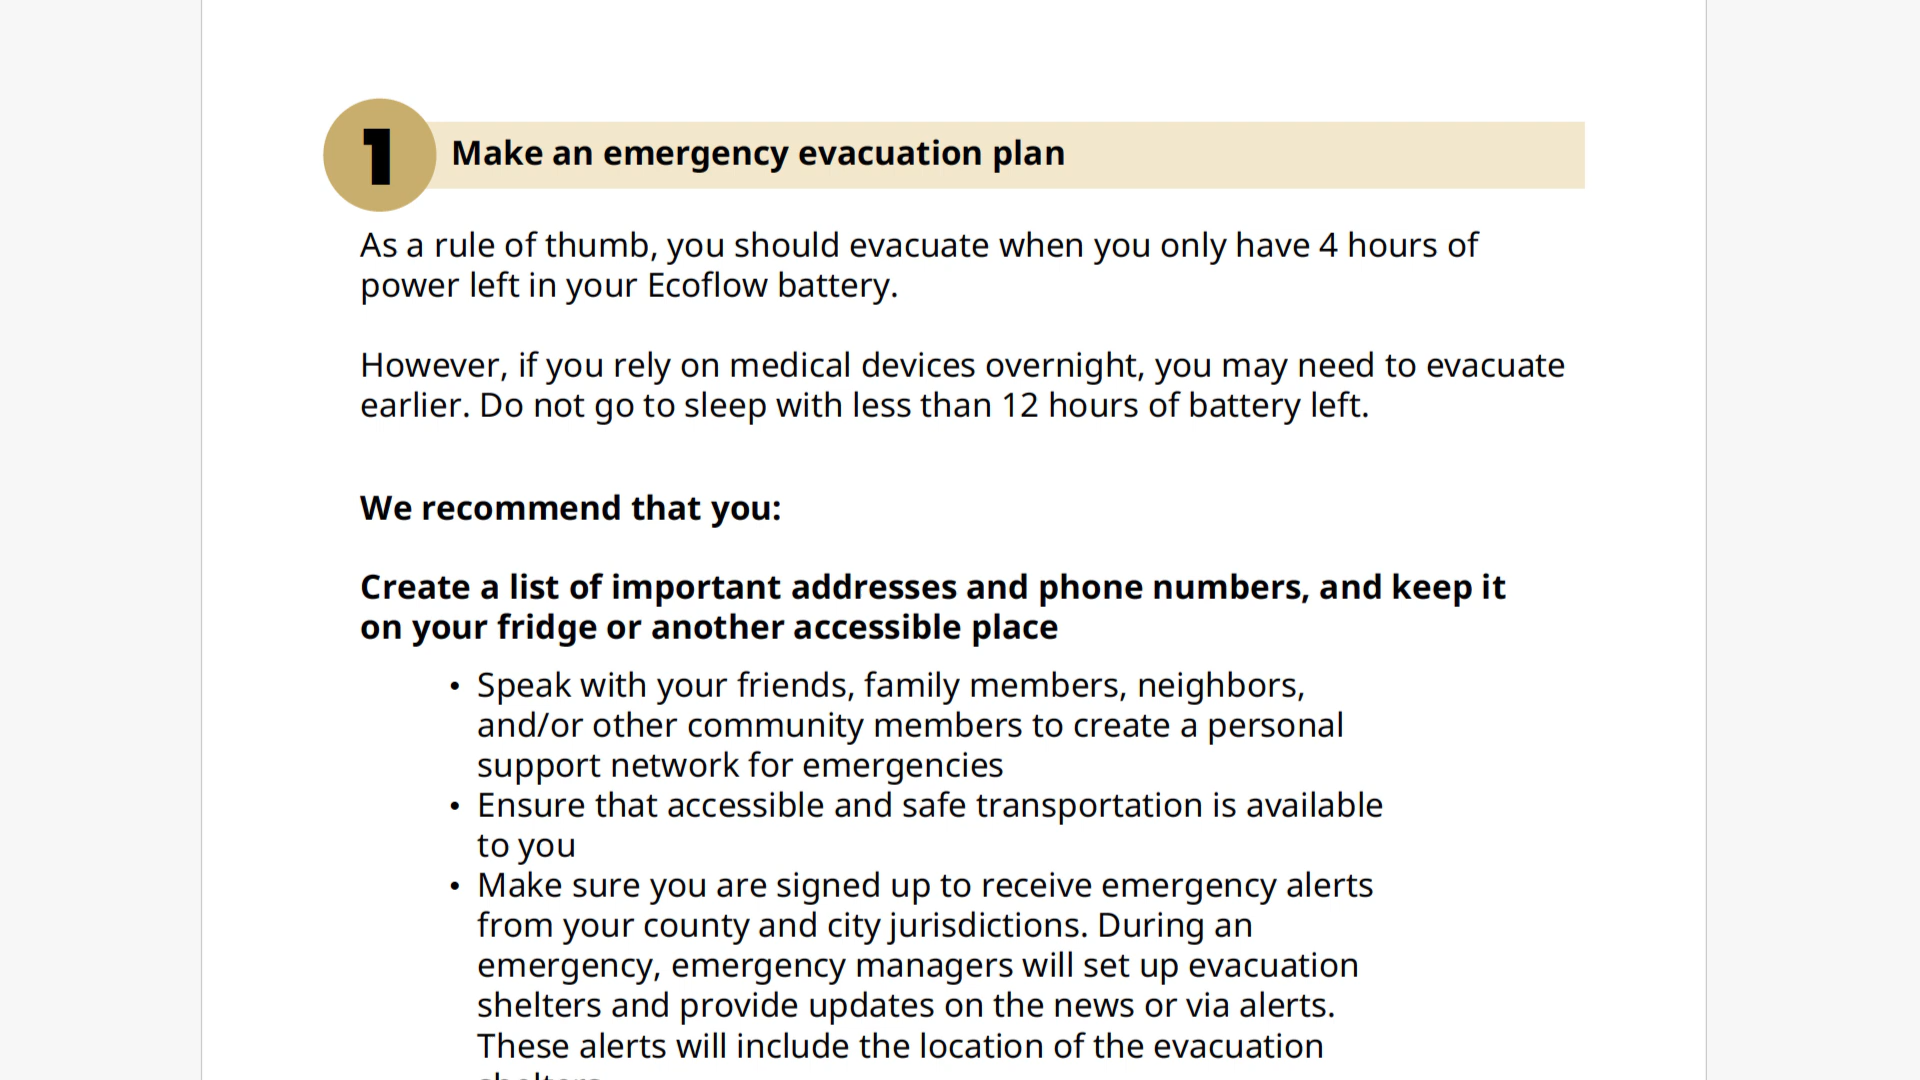 1
Make an emergency evacuation plan
As a rule of thumb, you should evacuate when you only have 4 hours of
power left in your Ecoflow battery.
However, if you rely on medical devices overnight, you may need to evacuate
earlier. Do not go to sleep with less than 12 hours of battery left.
We recommend that you:
Create a list of important addresses and phone numbers, and keep it
on your fridge or another accessible place
• Speak with your friends, family members, neighbors,
and/or other community members to create a personal
support network for emergencies
• Ensure that accessible and safe transportation is available
to you
• Make sure you are signed up to receive emergency alerts
from your county and city jurisdictions. During an
emergency, emergency managers will set up evacuation
shelters and provide updates on the news or via alerts.
These alerts will include the location of the evacuation